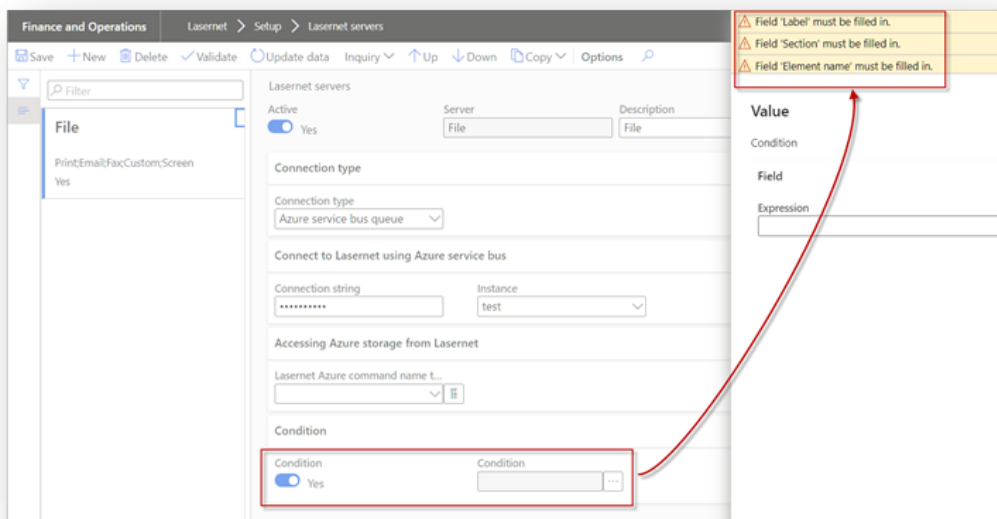 Finance and Operations Lasernet > Setup > Lasernet servers
Save + New Delete Validate Update data Inquiry Up Down Copy Options
Filter
File
Print;Email;Fax;Custom;Screen
Yes
Lasernet servers
Active Server Description
Yes File File
Connection type
Connection type
Azure service bus queue
Connect to Lasernet using Azure service bus
Connection string Instance
•••••••••• test
Accessing Azure storage from Lasernet
Lasernet Azure command name t...
Condition
Condition Condition
Yes ...
Field 'Label' must be filled in.
Field 'Section' must be filled in.
Field 'Element name' must be filled in.
Value
Condition
Field
Expression